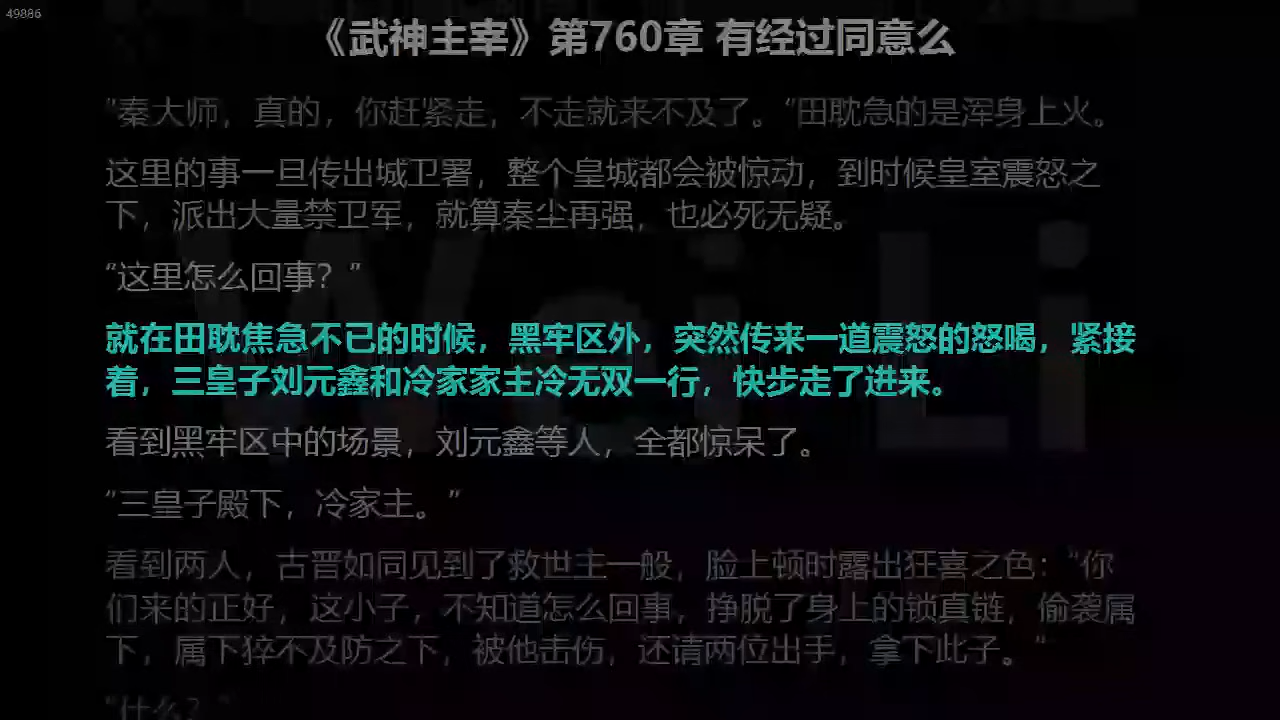 49886
《武神主宰》第760章 有经过同意么
“秦大师，真的，你赶紧走，不走就来不及了。“田耽急的是浑身上火。
这里的事一旦传出城卫署，整个皇城都会被惊动，到时候皇室震怒之
下，派出大量禁卫军，就算秦尘再强，也必死无疑。
“这里怎么回事？”
就在田耽焦急不已的时候，黑牢区外，突然传来一道震怒的怒喝，紧接
着，三皇子刘元鑫和冷家家主冷无双一行，快步走了进来。
看到黑牢区中的场景，刘元鑫等人，全都惊呆了。
“三皇子殿下，冷家主。”
看到两人，古晋如同见到了救世主一般，脸上顿时露出狂喜之色：“你
们来的正好，这小子，不知道怎么回事，挣脱了身上的锁真链，偷袭属
下，属下猝不及防之下，被他击伤，还请两位出手，拿下此子。”
“什么？”
Wei Li